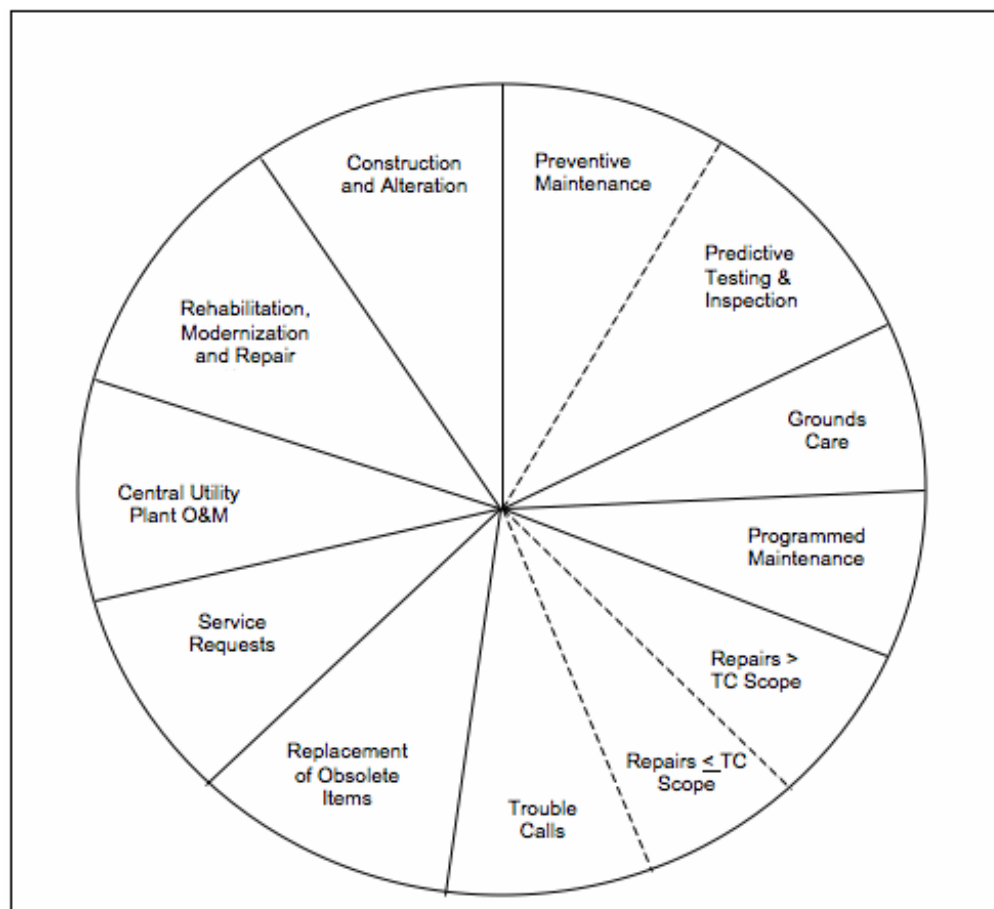 Construction
and Alteration
Preventive
Maintenance
Predictive
Testing &
Inspection
Grounds
Care
Programmed
Maintenance
Repairs >
TC Scope
Repairs ≤ TC
Scope
Trouble
Calls
Replacement
of Obsolete
Items
Service
Requests
Central Utility
Plant O&M
Rehabilitation,
Modernization
and Repair